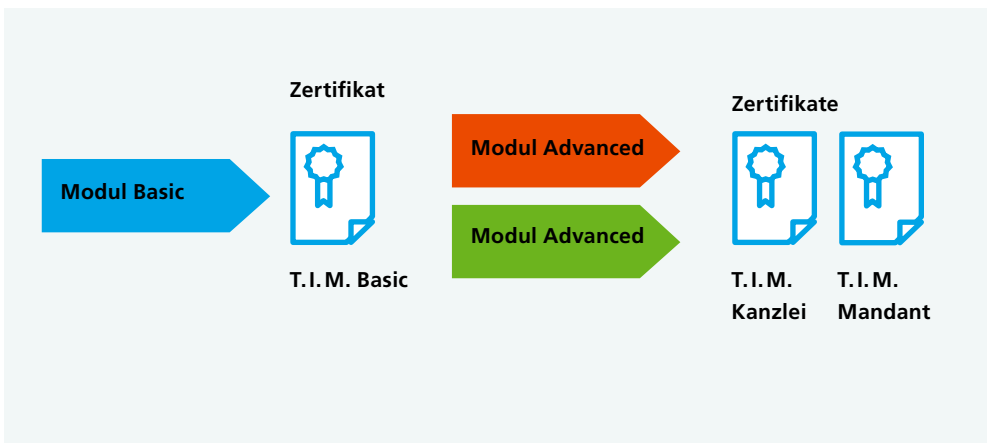 Zertifikat
Modul Basic
T.I.M. Basic
Modul Advanced
Modul Advanced
Zertifikate
T.I.M.
Kanzlei
T.I.M.
Mandant